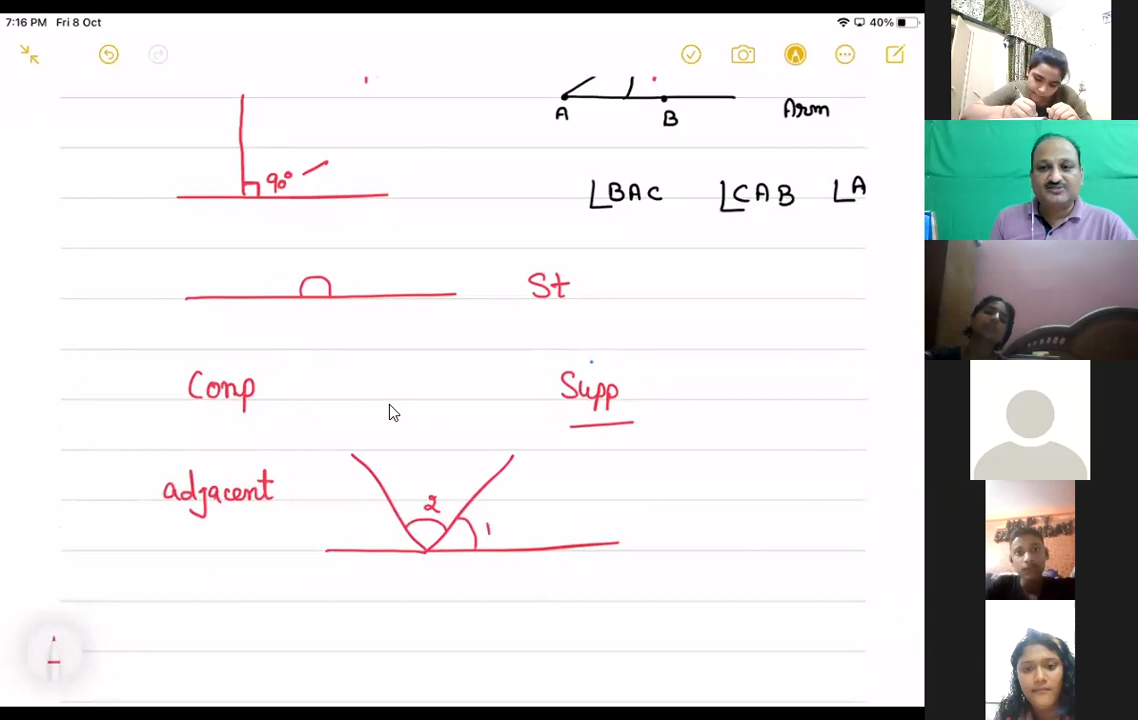 7:16 PM Fri 8 Oct 40%
A B Arm
90°
∠BAC ∠CAB ∠A
St
Comp Supp
adjacent 2 1